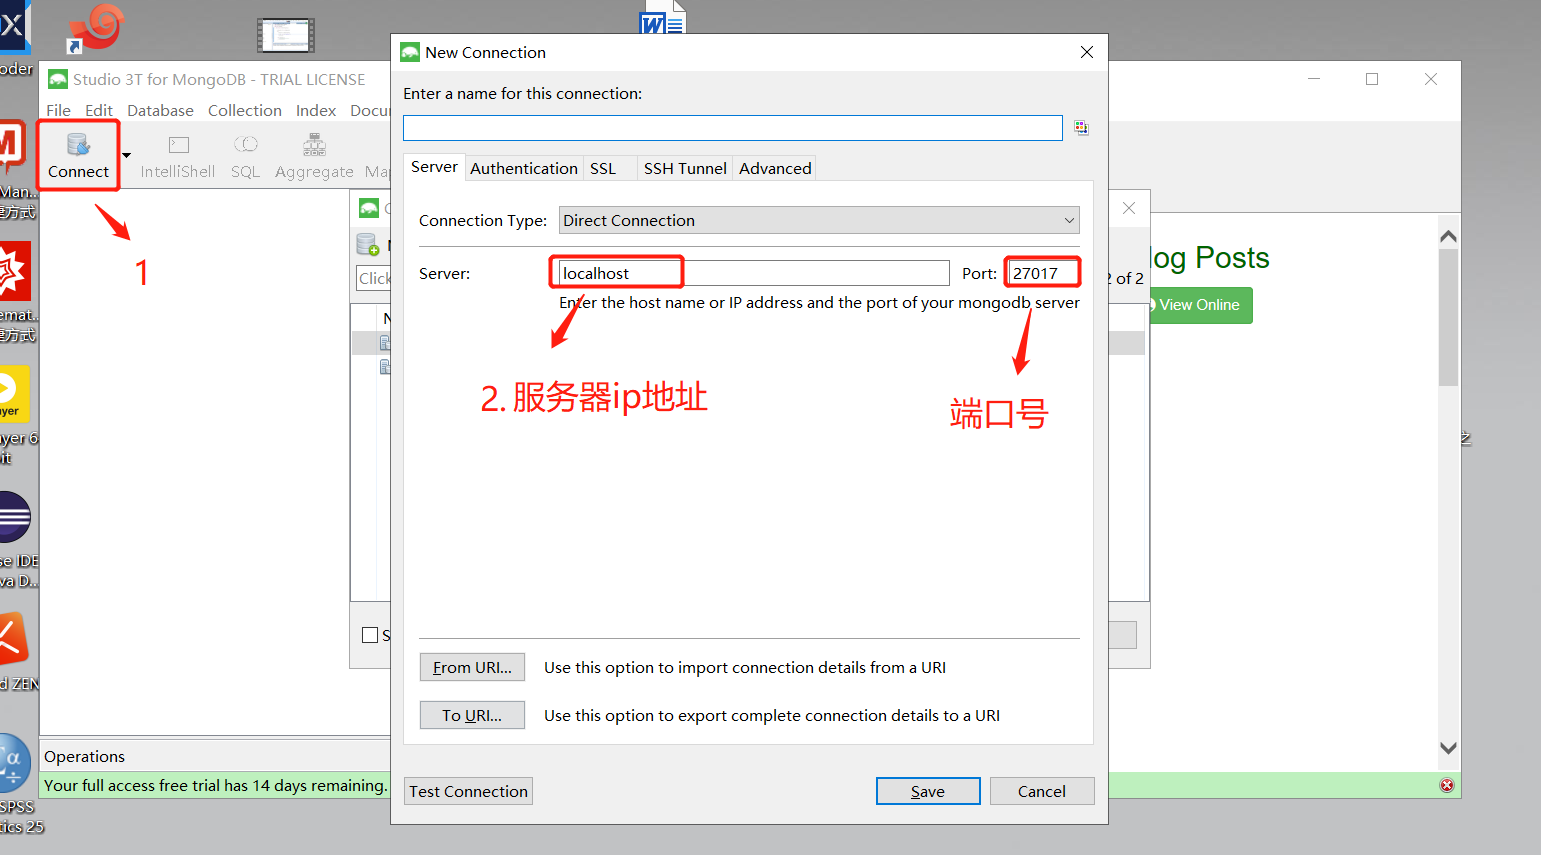 oder
Man...
捷方式
emat...
捷方式
ayer
ayer 6
it
se IDE
va D...
d ZEN
SPSS
tics 25
W
Studio 3T for MongoDB - TRIAL LICENSE
File Edit Database Collection Index Docu
Connect IntelliShell SQL Aggregate Map
1
New Connection
Enter a name for this connection:
Server Authentication SSL SSH Tunnel Advanced
Connection Type: Direct Connection
Server: localhost Port: 27017
Enter the host name or IP address and the port of your mongodb server
2. 服务器ip地址
端口号
From URI... Use this option to import connection details from a URI
To URI... Use this option to export complete connection details to a URI
Test Connection Save Cancel
Click
2 of 2
log Posts
View Online
之
Operations
Your full access free trial has 14 days remaining.